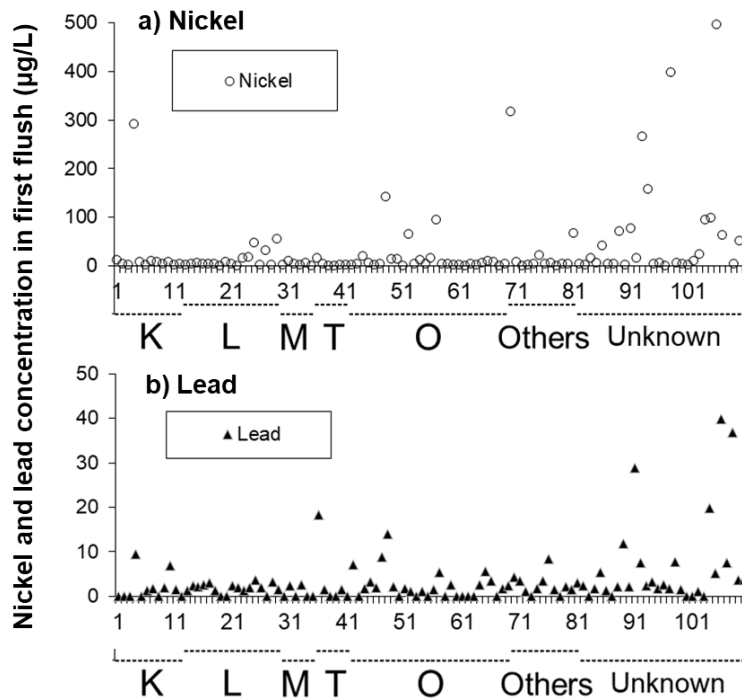 Nickel and lead concentration in first flush (µg/L)
a) Nickel
500
400
300
200
100
0
Nickel
1 11 21 31 41 51 61 71 81 91 101
K L M T O Others Unknown
b) Lead
50
40
30
20
10
0
Lead
1 11 21 31 41 51 61 71 81 91 101
K L M T O Others Unknown